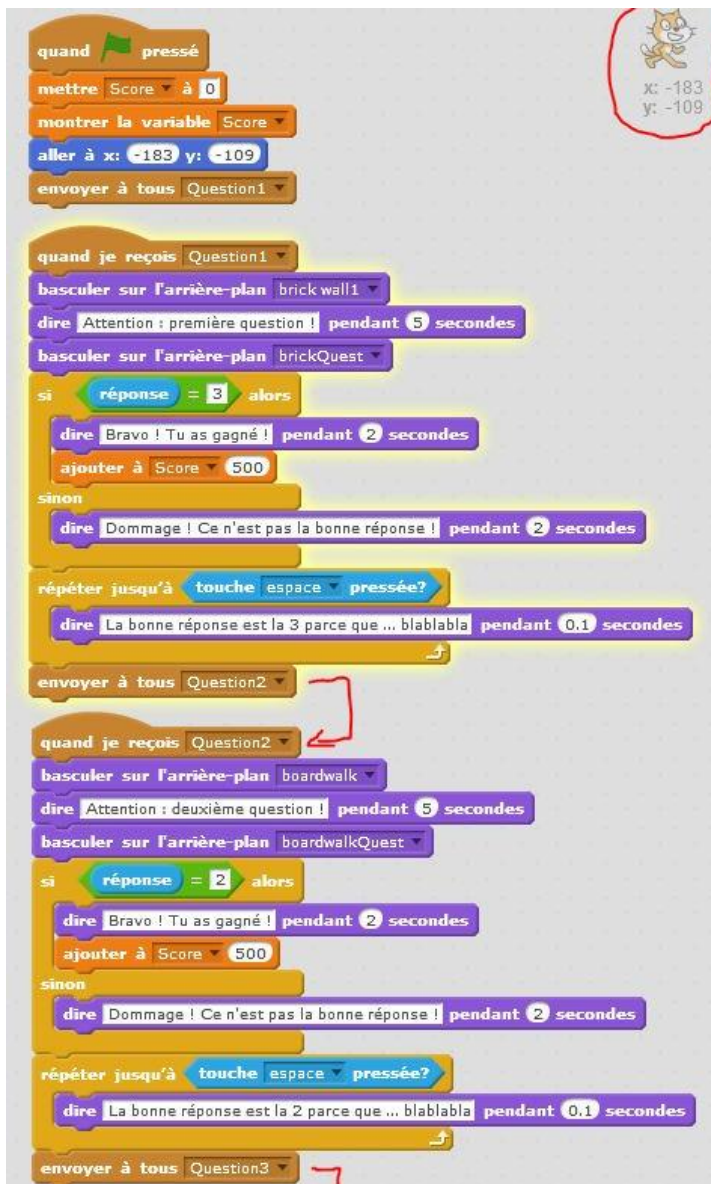 quand pressé
mettre Score à 0
montrer la variable Score
aller à x: -183 y: -109
envoyer à tous Question1
x: -183
y: -109
quand je reçois Question1
basculer sur l'arrière-plan brick wall1
dire Attention : première question ! pendant 5 secondes
basculer sur l'arrière-plan brickQuest
si réponse = 3 alors
dire Bravo ! Tu as gagné ! pendant 2 secondes
ajouter à Score 500
sinon
dire Dommage ! Ce n'est pas la bonne réponse ! pendant 2 secondes
répéter jusqu'à touche espace pressée?
dire La bonne réponse est la 3 parce que ... blablabla pendant 0.1 secondes
envoyer à tous Question2
quand je reçois Question2
basculer sur l'arrière-plan boardwalk
dire Attention : deuxième question ! pendant 5 secondes
basculer sur l'arrière-plan boardwalkQuest
si réponse = 2 alors
dire Bravo ! Tu as gagné ! pendant 2 secondes
ajouter à Score 500
sinon
dire Dommage ! Ce n'est pas la bonne réponse ! pendant 2 secondes
répéter jusqu'à touche espace pressée?
dire La bonne réponse est la 2 parce que ... blablabla pendant 0.1 secondes
envoyer à tous Question3